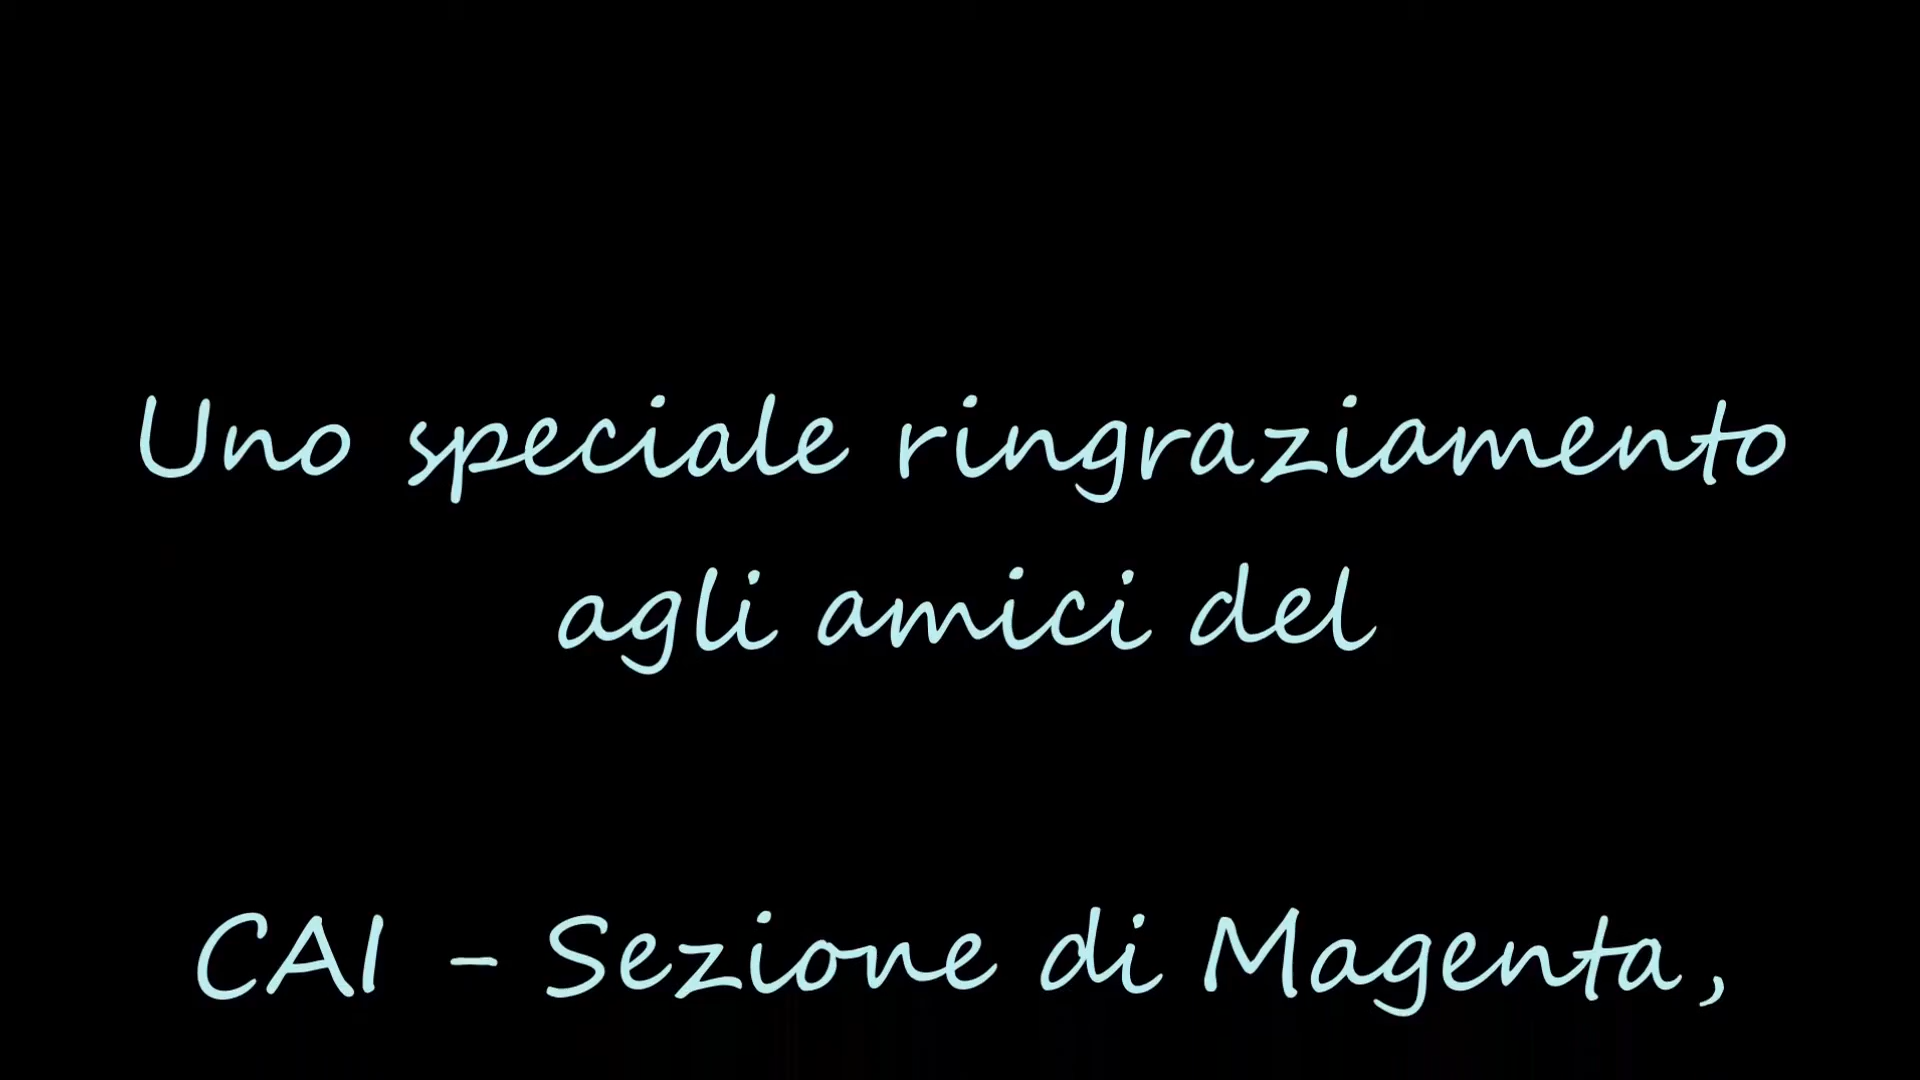 Uno speciale ringraziamento
agli amici del
CAI - Sezione di Magenta,